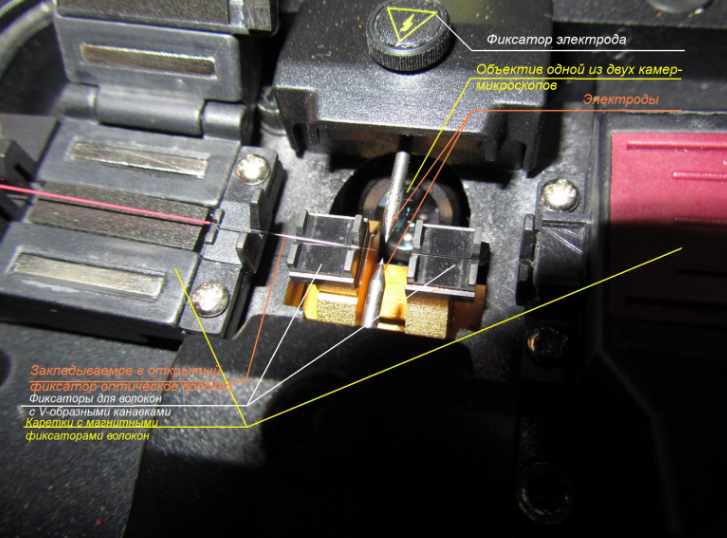 Фиксатор электрода
Объектив одной из двух камер-
микроскопов
Электроды
Закладываемое в открытый
фиксатор оптическое волокно
Фиксаторы для волокон
с V-образными канавками
Каретки с магнитными
фиксаторами волокон